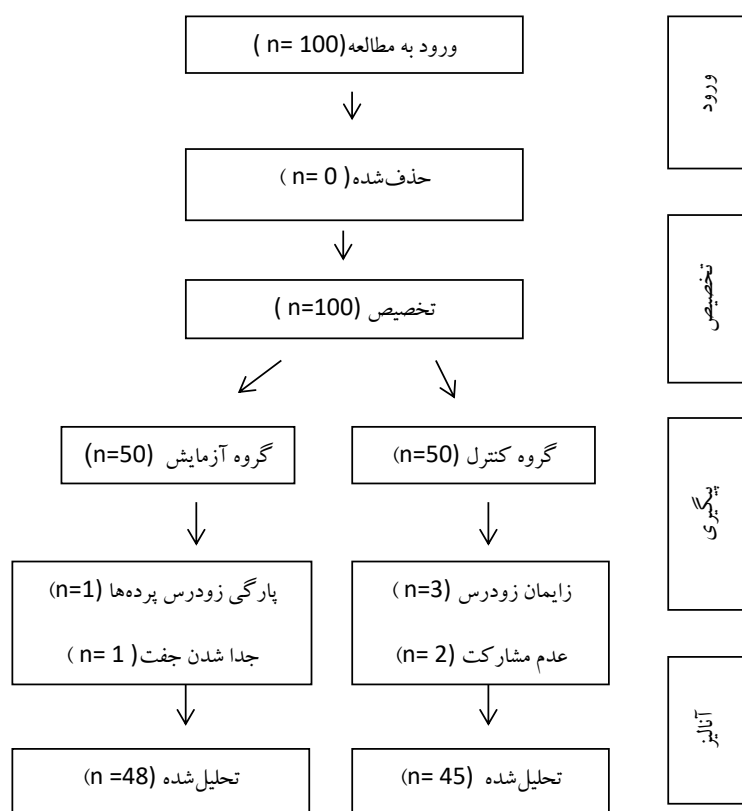 ورود به مطالعه(n= 100 )
ورود
حذف‌شده( n= 0 )
تخصیص (n=100 )
تخصیص
گروه کنترل (n=50)
گروه آزمایش (n=50)
پیگیری
زایمان زودرس (n=3 )
عدم مشارکت (n= 2)
پارگی زودرس پرده‌ها (n=1)
جدا شدن جفت( n= 1 )
آنالیز
تحلیل‌شده (n= 45)
تحلیل‌شده (n =48)